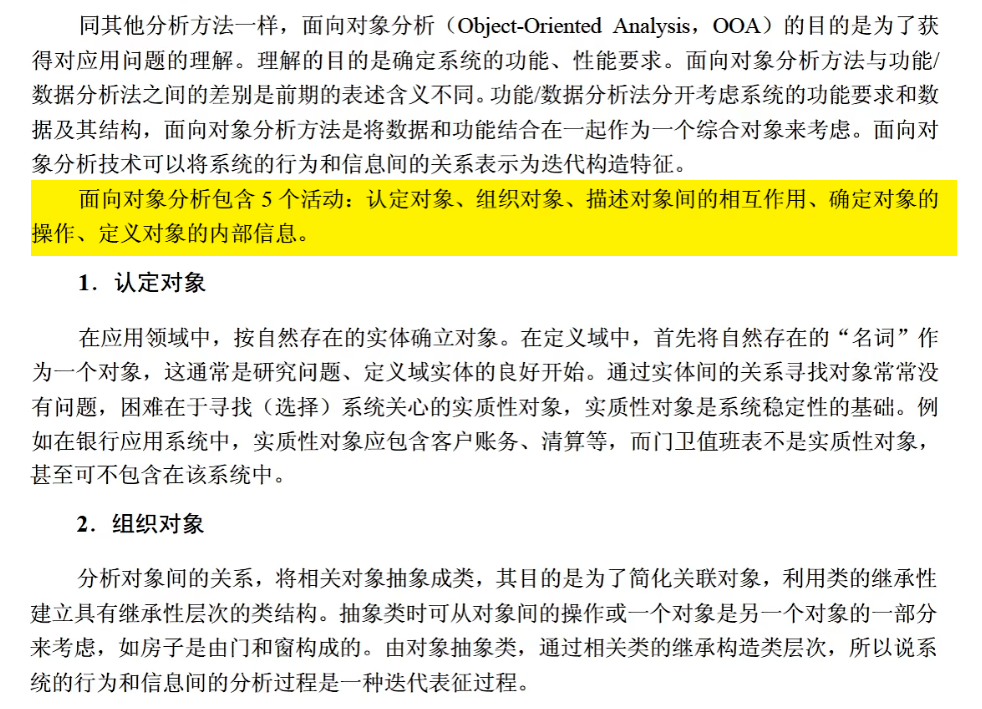 同其他分析方法一样，面向对象分析（Object-Oriented Analysis，OOA）的目的是为了获
得对应用问题的理解。理解的目的是确定系统的功能、性能要求。面向对象分析方法与功能/
数据分析法之间的差别是前期的表述含义不同。功能/数据分析法分开考虑系统的功能要求和数
据及其结构，面向对象分析方法是将数据和功能结合在一起作为一个综合对象来考虑。面向对
象分析技术可以将系统的行为和信息间的关系表示为迭代构造特征。
面向对象分析包含 5 个活动：认定对象、组织对象、描述对象间的相互作用、确定对象的
操作、定义对象的内部信息。
1．认定对象
在应用领域中，按自然存在的实体确立对象。在定义域中，首先将自然存在的“名词”作
为一个对象，这通常是研究问题、定义域实体的良好开始。通过实体间的关系寻找对象常常没
有问题，困难在于寻找（选择）系统关心的实质性对象，实质性对象是系统稳定性的基础。例
如在银行应用系统中，实质性对象应包含客户账务、清算等，而门卫值班表不是实质性对象，
甚至可不包含在该系统中。
2．组织对象
分析对象间的关系，将相关对象抽象成类，其目的是为了简化关联对象，利用类的继承性
建立具有继承性层次的类结构。抽象类时可从对象间的操作或一个对象是另一个对象的一部分
来考虑，如房子是由门和窗构成的。由对象抽象类，通过相关类的继承构造类层次，所以说系
统的行为和信息间的分析过程是一种迭代表征过程。